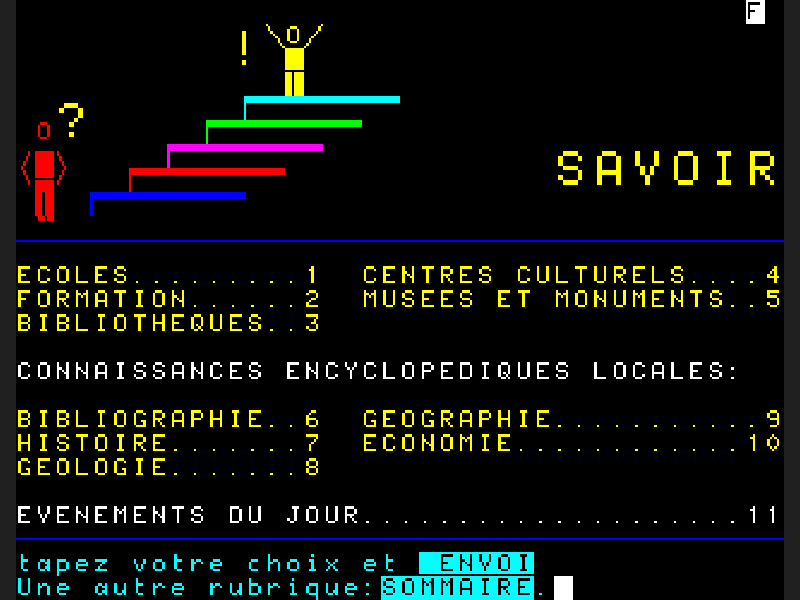 F
!
?
SAVOIR
ECOLES.........1 CENTRES CULTURELS....4
FORMATION......2 MUSEES ET MONUMENTS..5
BIBLIOTHEQUES..3
CONNAISSANCES ENCYCLOPEDIQUES LOCALES:
BIBLIOGRAPHIE..6 GEOGRAPHIE...........9
HISTOIRE.......7 ECONOMIE............10
GEOLOGIE.......8
EVENEMENTS DU JOUR....................11
tapez votre choix et ENVOI
Une autre rubrique:SOMMAIRE.